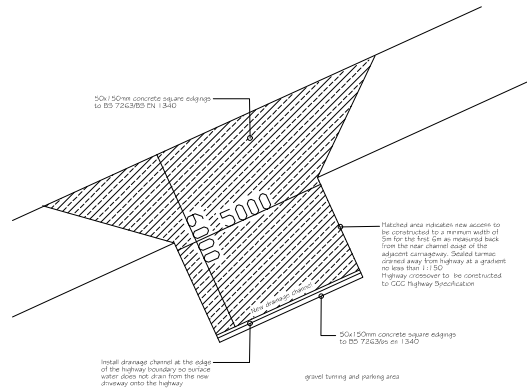 50x150mm concrete square edgings
to BS 7263/BS EN 1340
5000
6000
Hatched area indicates new access to
be constructed to a minimum width of
5m for the first 6m as measured back
from the near channel edge of the
adjacent carriageway. Sealed tarmac
drained away from highway at a gradient
no less than 1:150
Highway crossover to be constructed
to CCC Highway Specification
New drainage channel
50x150mm concrete square edgings
to BS 7263/bs en 1340
Install drainage channel at the edge
of the highway boundary so surface
water does not drain from the new
driveway onto the highway
gravel turning and parking area